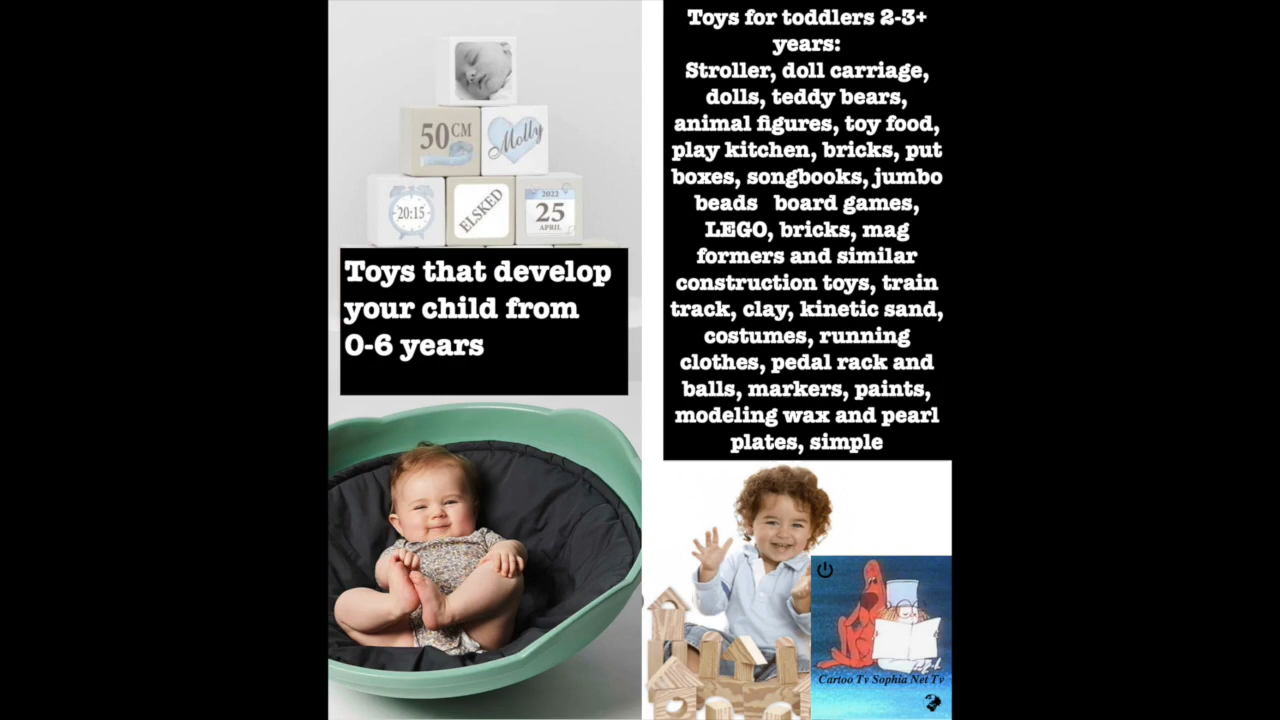 50 CM
Molly
20:15
ELSKED
2022
25
APRIL
Toys that develop
your child from
0-6 years
Toys for toddlers 2-3+
years:
Stroller, doll carriage,
dolls, teddy bears,
animal figures, toy food,
play kitchen, bricks, put
boxes, songbooks, jumbo
beads board games,
LEGO, bricks, mag
formers and similar
construction toys, train
track, clay, kinetic sand,
costumes, running
clothes, pedal rack and
balls, markers, paints,
modeling wax and pearl
plates, simple
Cartoo Tv Sophia Net Tv